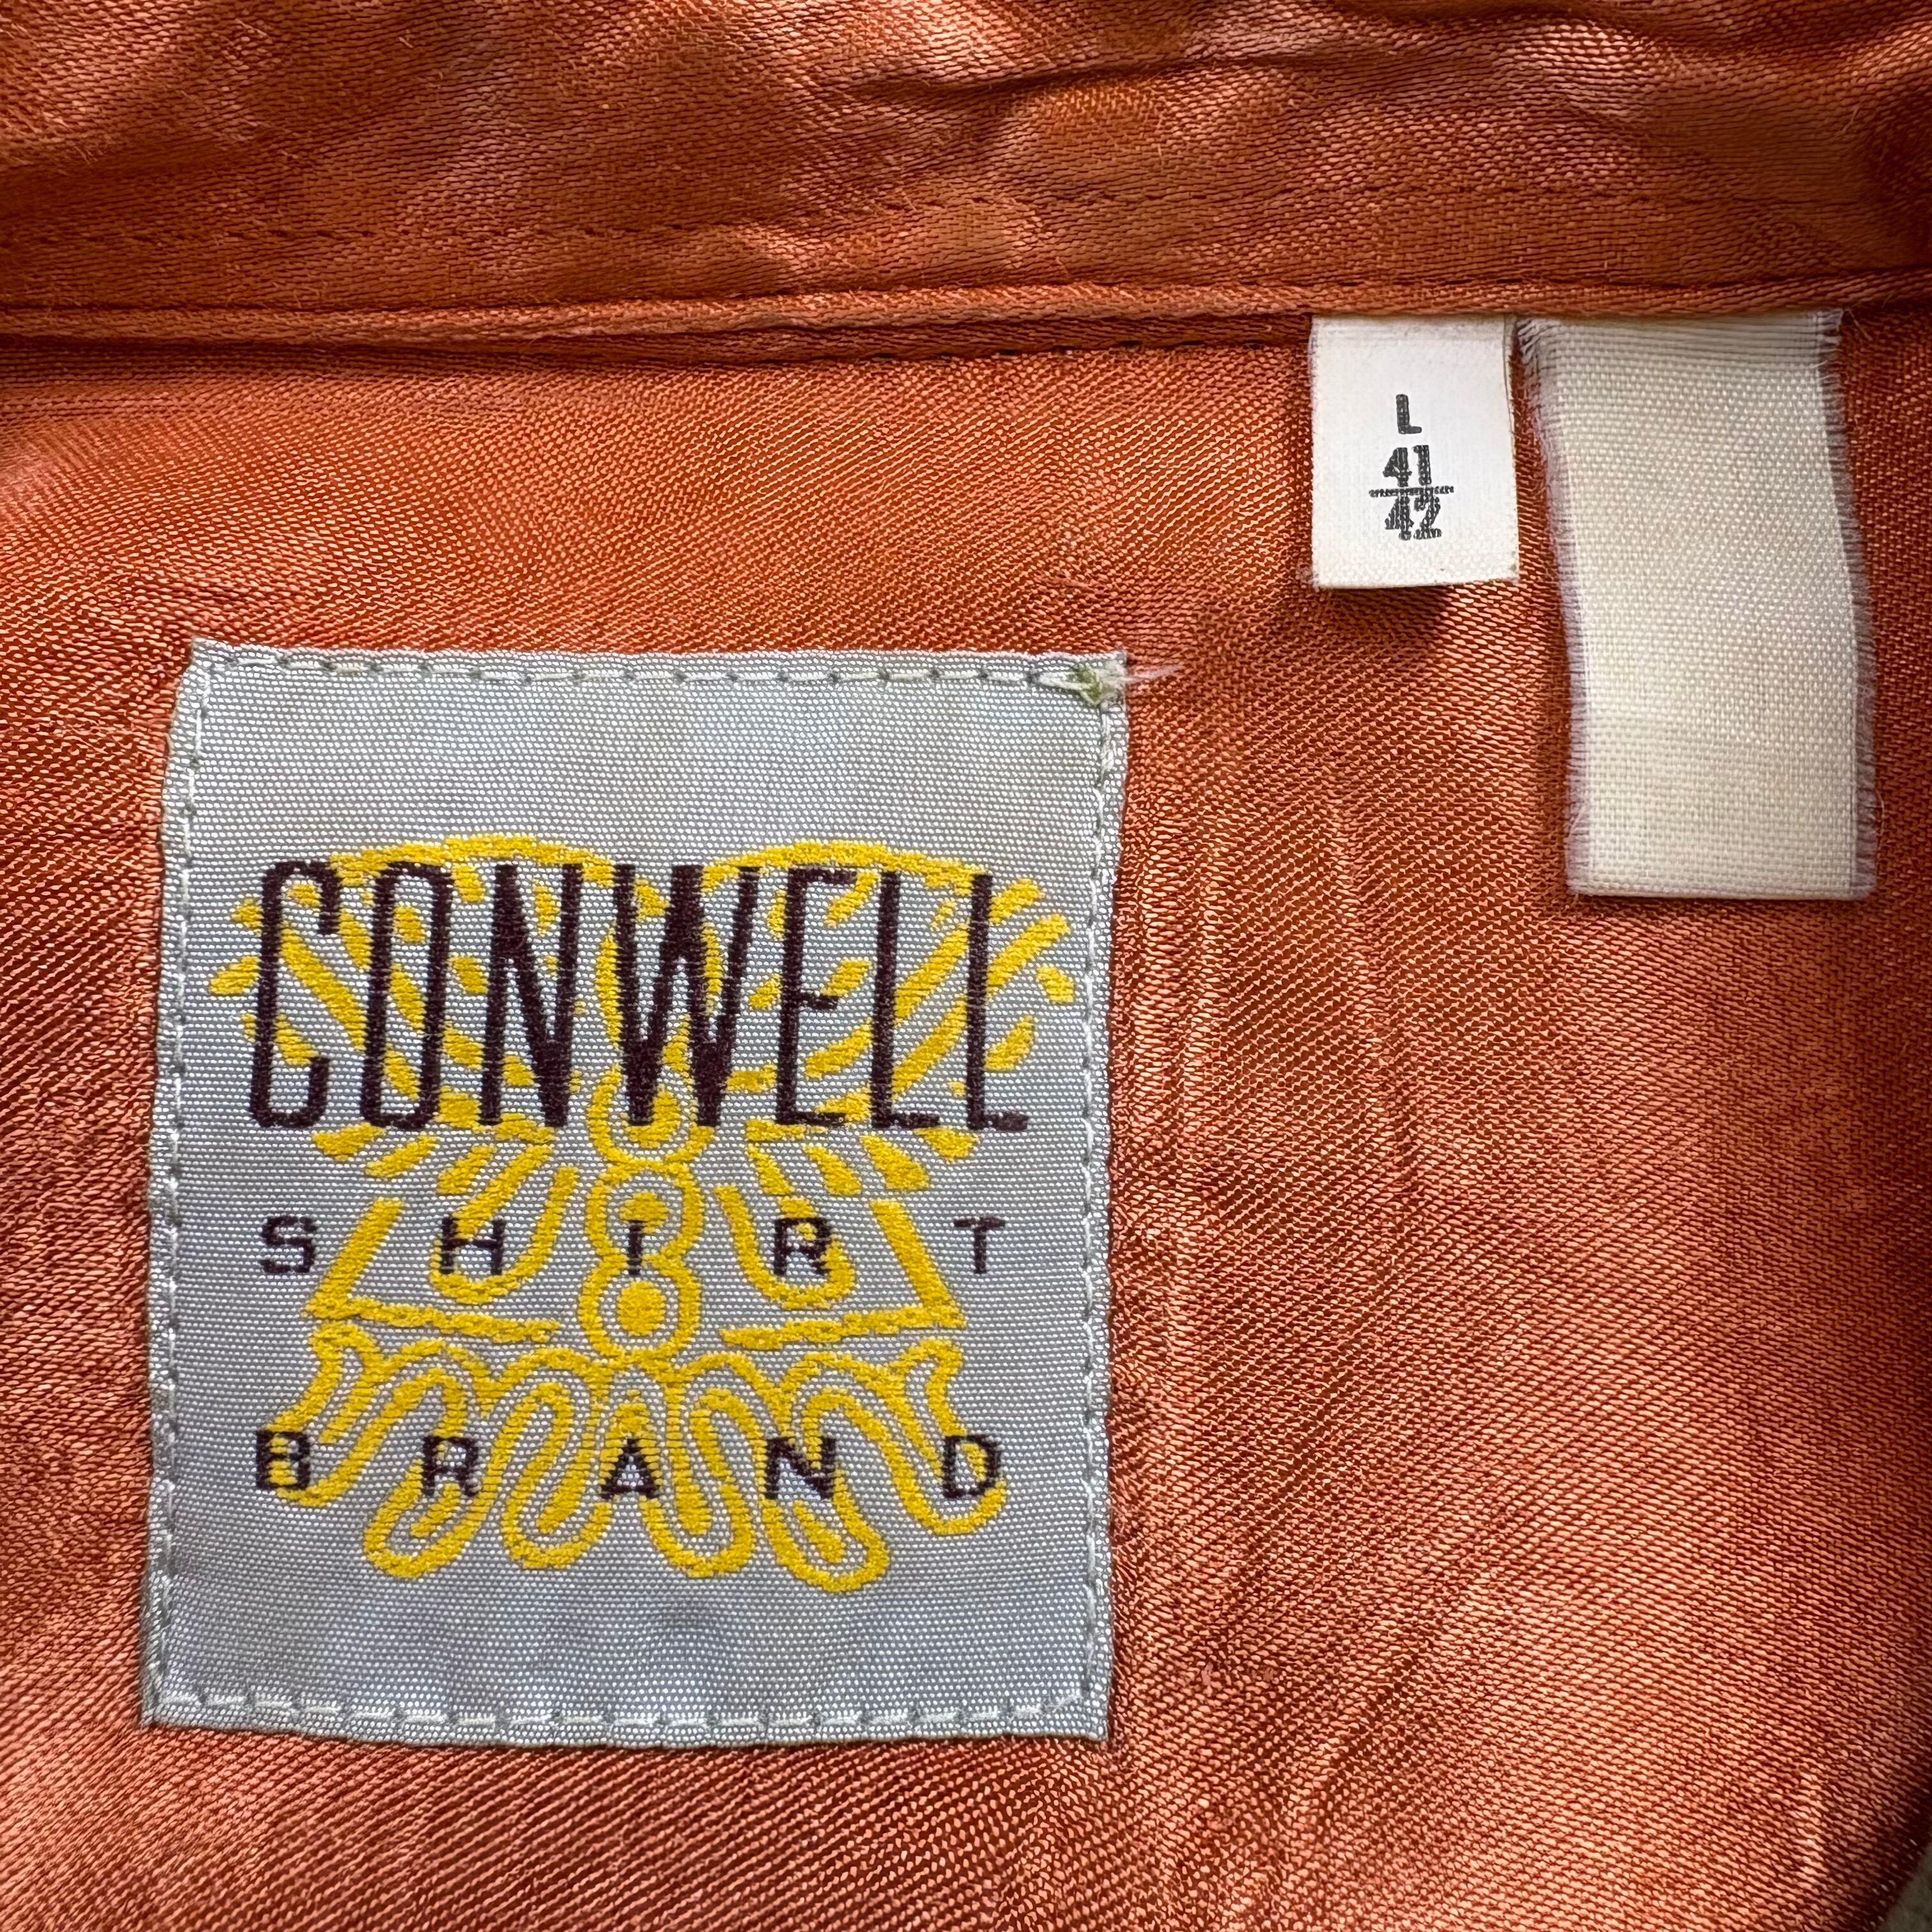 L
41
42
CONWELL
SHIRT
BRAND